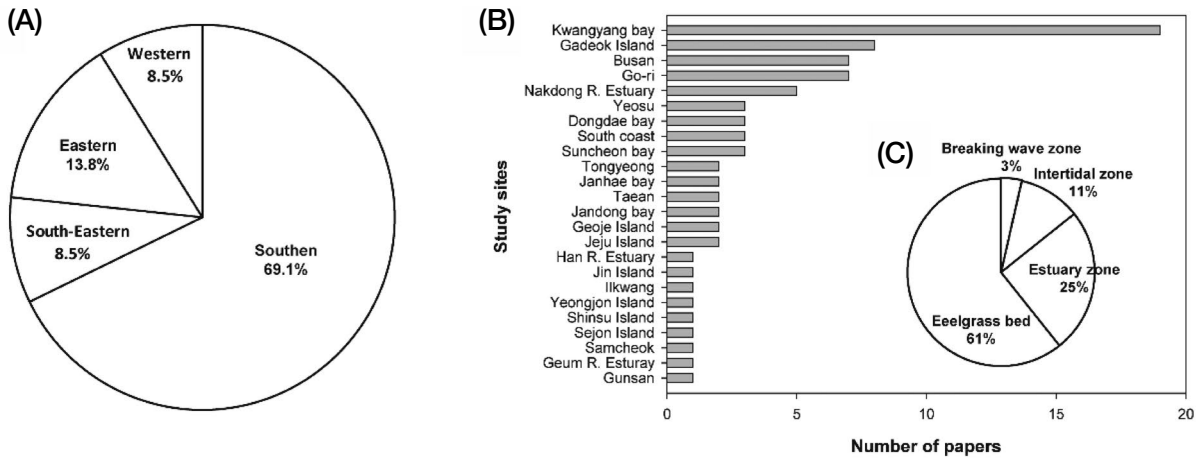 (A)
Western
8.5%
Eastern
13.8%
South-Eastern
8.5%
Southen
69.1%
(B)
Study sites
Kwangyang bay
Gadeok Island
Busan
Go-ri
Nakdong R. Estuary
Yeosu
Dongdae bay
South coast
Suncheon bay
Tongyeong
Janhae bay
Taean
Jandong bay
Geoje Island
Jeju Island
Han R. Estuary
Jin Island
Ilkwang
Yeongjon Island
Shinsu Island
Sejon Island
Samcheok
Geum R. Esturay
Gunsan
0 5 10 15 20
Number of papers
(C)
Breaking wave zone
3%
Intertidal zone
11%
Estuary zone
25%
Eeelgrass bed
61%